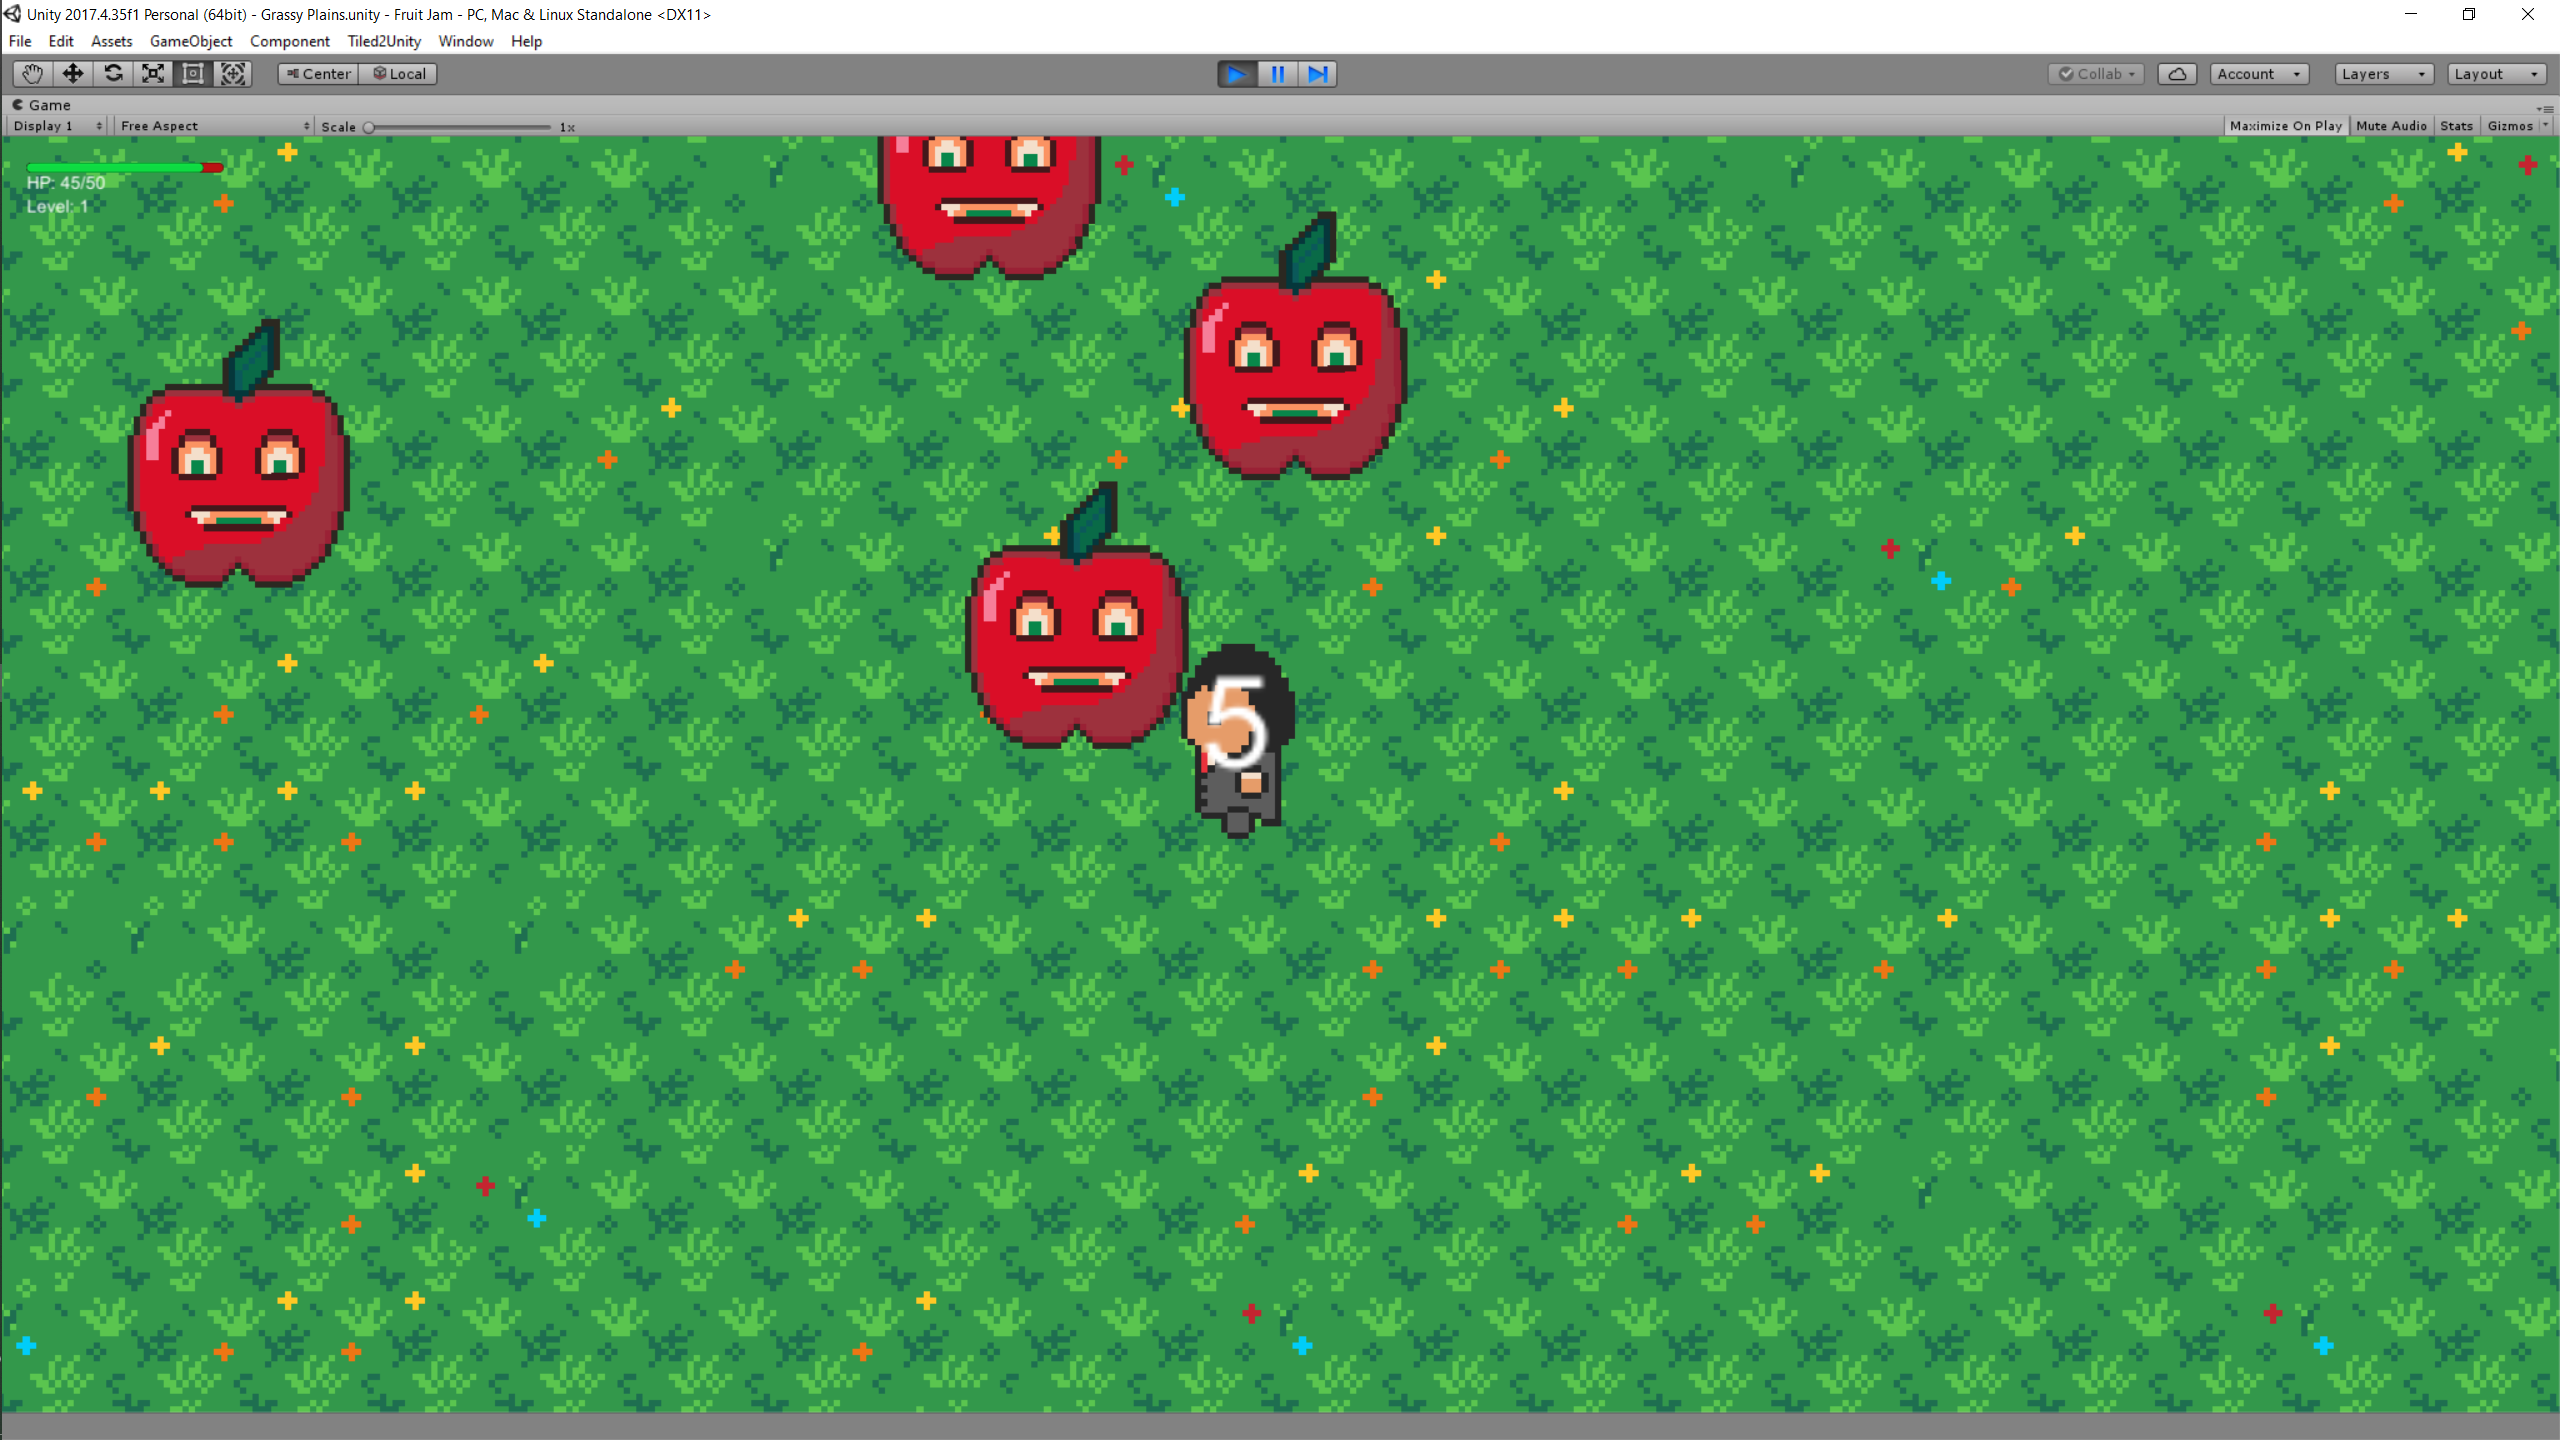 Unity 2017.4.35f1 Personal (64bit) - Grassy Plains.unity - Fruit Jam - PC, Mac & Linux Standalone <DX11>
File Edit Assets GameObject Component Tiled2Unity Window Help
Center Local Collab Account Layers Layout
Game
Display 1 Free Aspect Scale 1x Maximize On Play Mute Audio Stats Gizmos
HP: 45/50
Level: 1
5